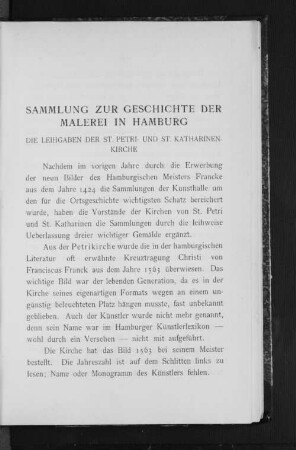 SAMMLUNG ZUR GESCHICHTE DER
MALEREI IN HAMBURG
DIE LEIHGABEN DER ST. PETRI- UND ST. KATHARINEN-
KIRCHE
Nachdem im vorigen Jahre durch die Erwerbung
der neun Bilder des Hamburgischen Meisters Francke
aus dem Jahre 1424 die Sammlungen der Kunsthalle um
den für die Ortsgeschichte wichtigsten Schatz bereichert
wurde, haben die Vorstände der Kirchen von St. Petri
und St. Katharinen die Sammlungen durch die leihweise
Ueberlassung dreier wichtiger Gemälde ergänzt.
Aus der Petrikirche wurde die in der hamburgischen
Literatur oft erwähnte Kreuztragung Christi von
Franciscus Franck aus dem Jahre 1563 überwiesen. Das
wichtige Bild war der lebenden Generation, da es in der
Kirche seines eigenartigen Formats wegen an einem un-
günstig beleuchteten Platz hängen musste, fast unbekannt
geblieben. Auch der Künstler wurde nicht mehr genannt,
denn sein Name war im Hamburger Künstlerlexikon —
wohl durch ein Versehen — nicht mit aufgeführt.
Die Kirche hat das Bild 1563 bei seinem Meister
bestellt. Die Jahreszahl ist auf dem Schlitten links zu
lesen; Name oder Monogramm des Künstlers fehlen.